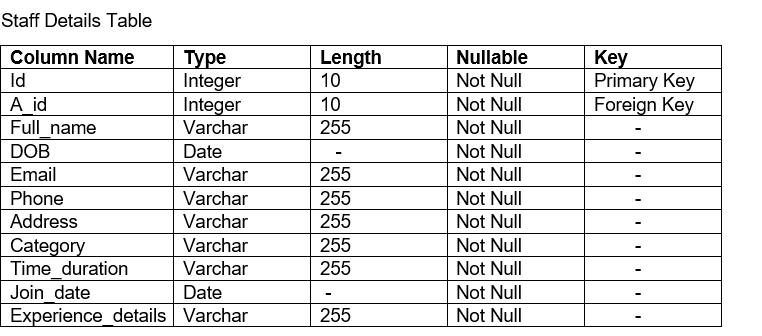 Staff Details Table
Column Name Type Length Nullable Key
Id Integer 10 Not Null Primary Key
A_id Integer 10 Not Null Foreign Key
Full_name Varchar 255 Not Null -
DOB Date - Not Null -
Email Varchar 255 Not Null -
Phone Varchar 255 Not Null -
Address Varchar 255 Not Null -
Category Varchar 255 Not Null -
Time_duration Varchar 255 Not Null -
Join_date Date - Not Null -
Experience_details Varchar 255 Not Null -